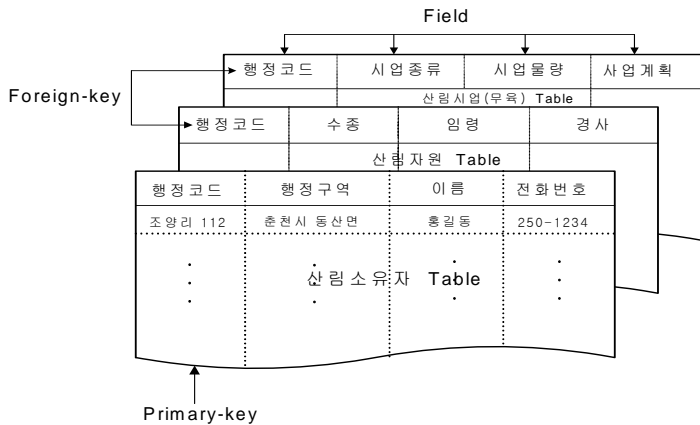 Field
행정코드 시업종류 시업물량 사업계획
Foreign-key
산림시업(무육) Table
행정코드 수종 임령 경사
산림자원 Table
행정코드 행정구역 이름 전화번호
조양리 112 춘천시 동산면 홍길동 250-1234
산림소유자 Table
Primary-key